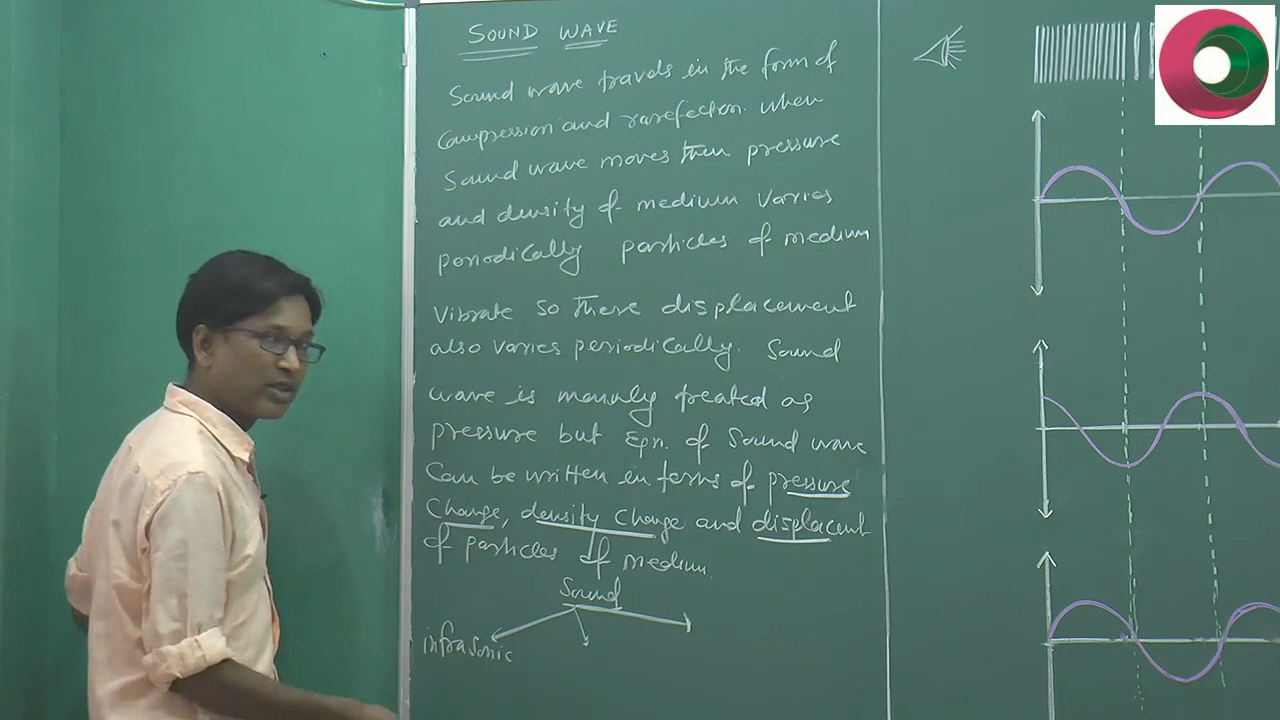 SOUND WAVE
Sound wave travels in the form of
compression and rarefection. when
Sound wave moves then pressure
and density of medium varies
periodically particles of medium
vibrate so there displacement
also varies periodically. Sound
wave is mainly treated as
pressure but Eqn. of Sound wave
can be written in terms of pressure
change, density change and displacent
of particles of medium.
Sound
infrasonic